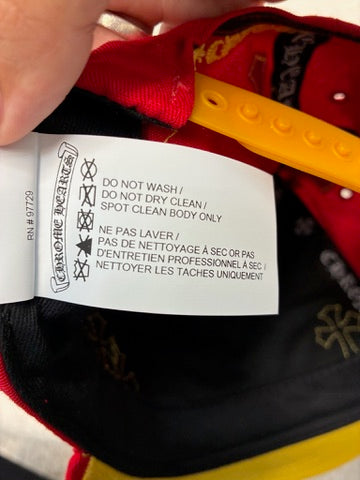 RN # 97729
CHROME HEARTS
DO NOT WASH /
DO NOT DRY CLEAN /
SPOT CLEAN BODY ONLY
NE PAS LAVER /
PAS DE NETTOYAGE À SEC OR PAS
D'ENTRETIEN PROFESSIONNEL À SEC /
NETTOYER LES TACHES UNIQUEMENT